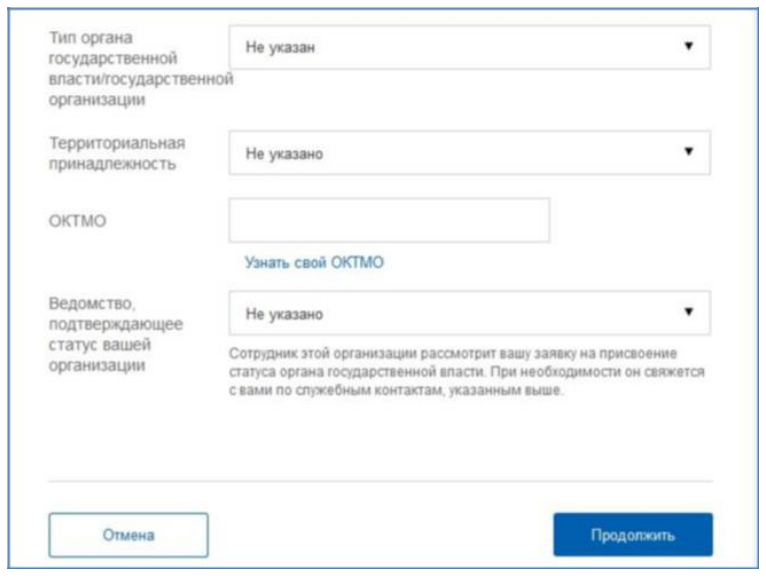 Тип органа
государственной
власти/государственной
организации
Не указан
Территориальная
принадлежность
Не указано
ОКТМО
Узнать свой ОКТМО
Ведомство,
подтверждающее
статус вашей
организации
Не указано
Сотрудник этой организации рассмотрит вашу заявку на присвоение
статуса органа государственной власти. При необходимости он свяжется
с вами по служебным контактам, указанным выше.
Отмена
Продолжить